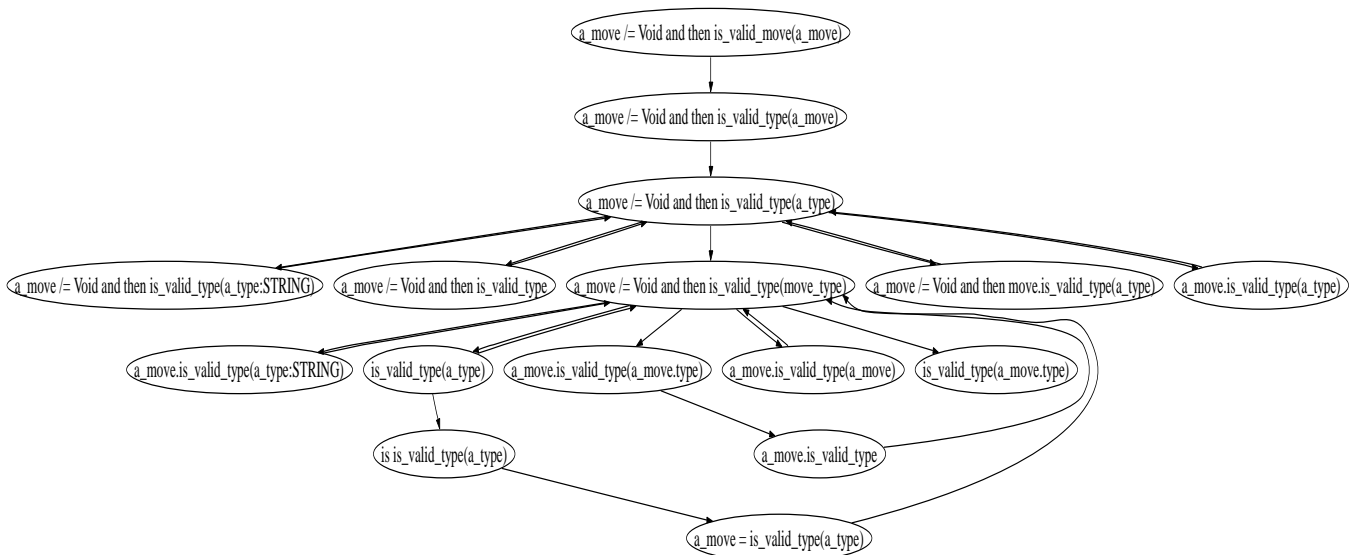 a_move /= Void and then is_valid_move(a_move)
a_move /= Void and then is_valid_type(a_move)
a_move /= Void and then is_valid_type(a_type)
a_move /= Void and then is_valid_type(a_type:STRING)
a_move /= Void and then is_valid_type
a_move /= Void and then is_valid_type(move_type)
a_move /= Void and then move.is_valid_type(a_type)
a_move.is_valid_type(a_type)
a_move.is_valid_type(a_type:STRING)
is_valid_type(a_type)
a_move.is_valid_type(a_move.type)
a_move.is_valid_type(a_move)
is_valid_type(a_move.type)
is is_valid_type(a_type)
a_move.is_valid_type
a_move = is_valid_type(a_type)